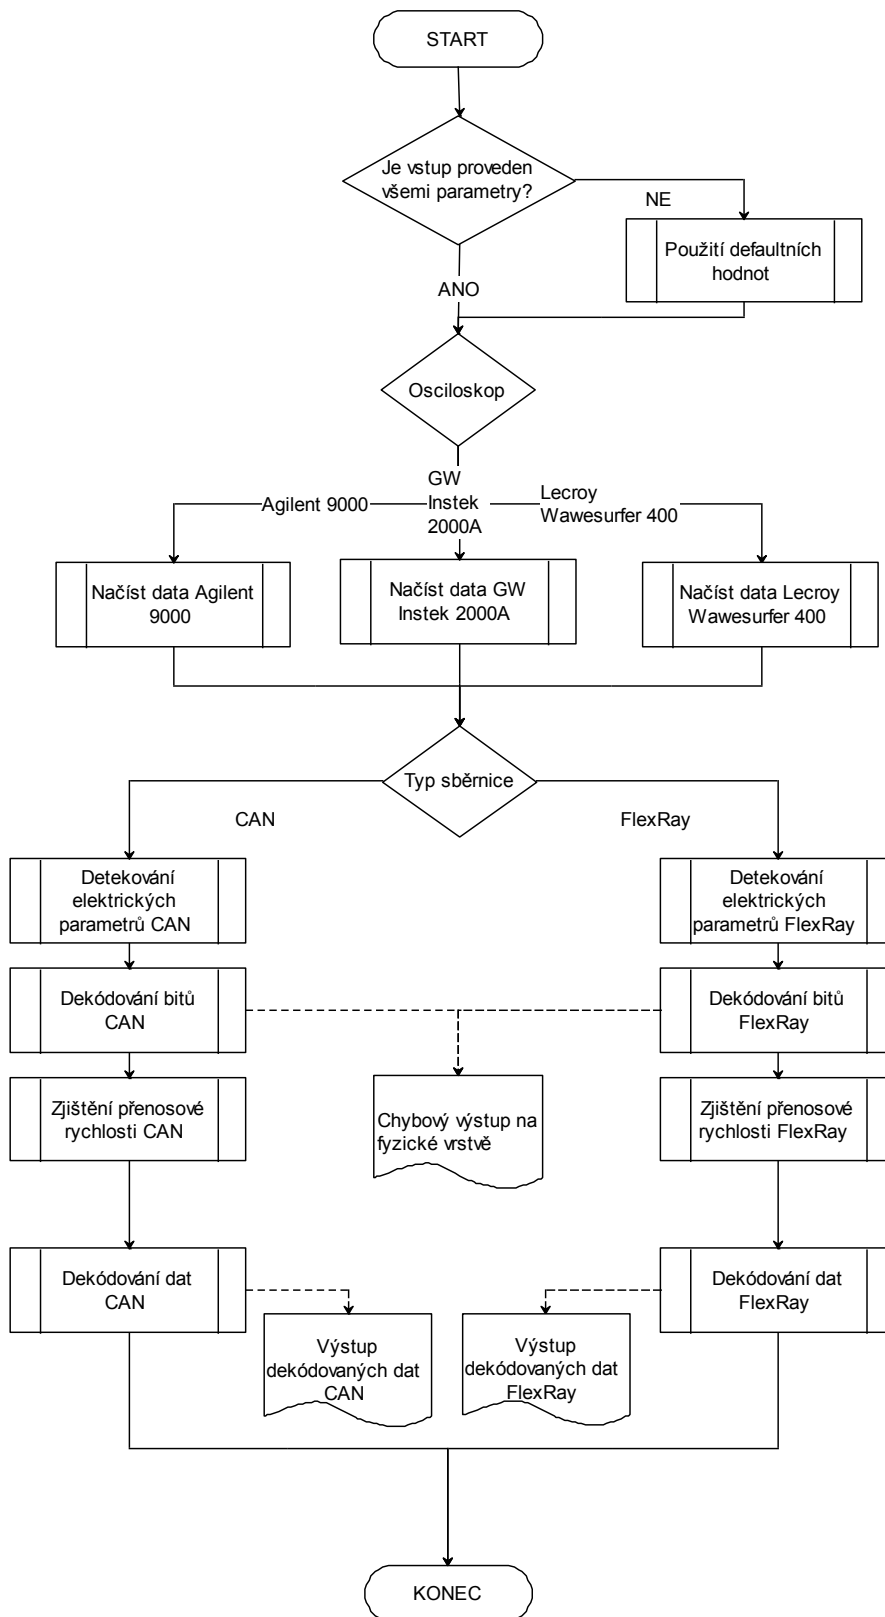 START
Je vstup proveden
všemi parametry?
NE
Použití defaultních
hodnot
ANO
Osciloskop
Agilent 9000
GW
Instek
2000A
Lecroy
Wawesurfer 400
Načíst data Agilent
9000
Načíst data GW
Instek 2000A
Načíst data Lecroy
Wawesurfer 400
Typ sběrnice
CAN
FlexRay
Detekování
elektrických
parametrů CAN
Detekování
elektrických
parametrů FlexRay
Dekódování bitů
CAN
Dekódování bitů
FlexRay
Zjištění přenosové
rychlosti CAN
Chybový výstup na
fyzické vrstvě
Zjištění přenosové
rychlosti FlexRay
Dekódování dat
CAN
Dekódování dat
FlexRay
Výstup
dekódovaných dat
CAN
Výstup
dekódovaných dat
FlexRay
KONEC